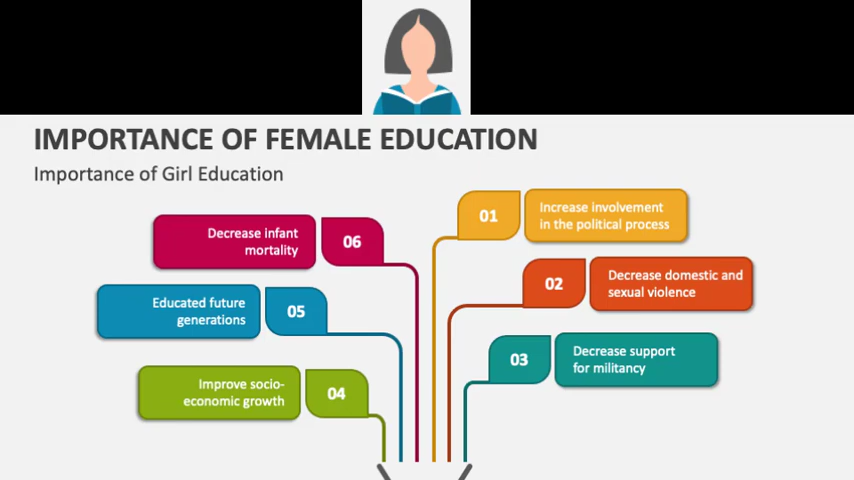 IMPORTANCE OF FEMALE EDUCATION
Importance of Girl Education
01
Increase involvement
in the political process
02
Decrease domestic and
sexual violence
03
Decrease support
for militancy
04
Improve socio-
economic growth
05
Educated future
generations
06
Decrease infant
mortality